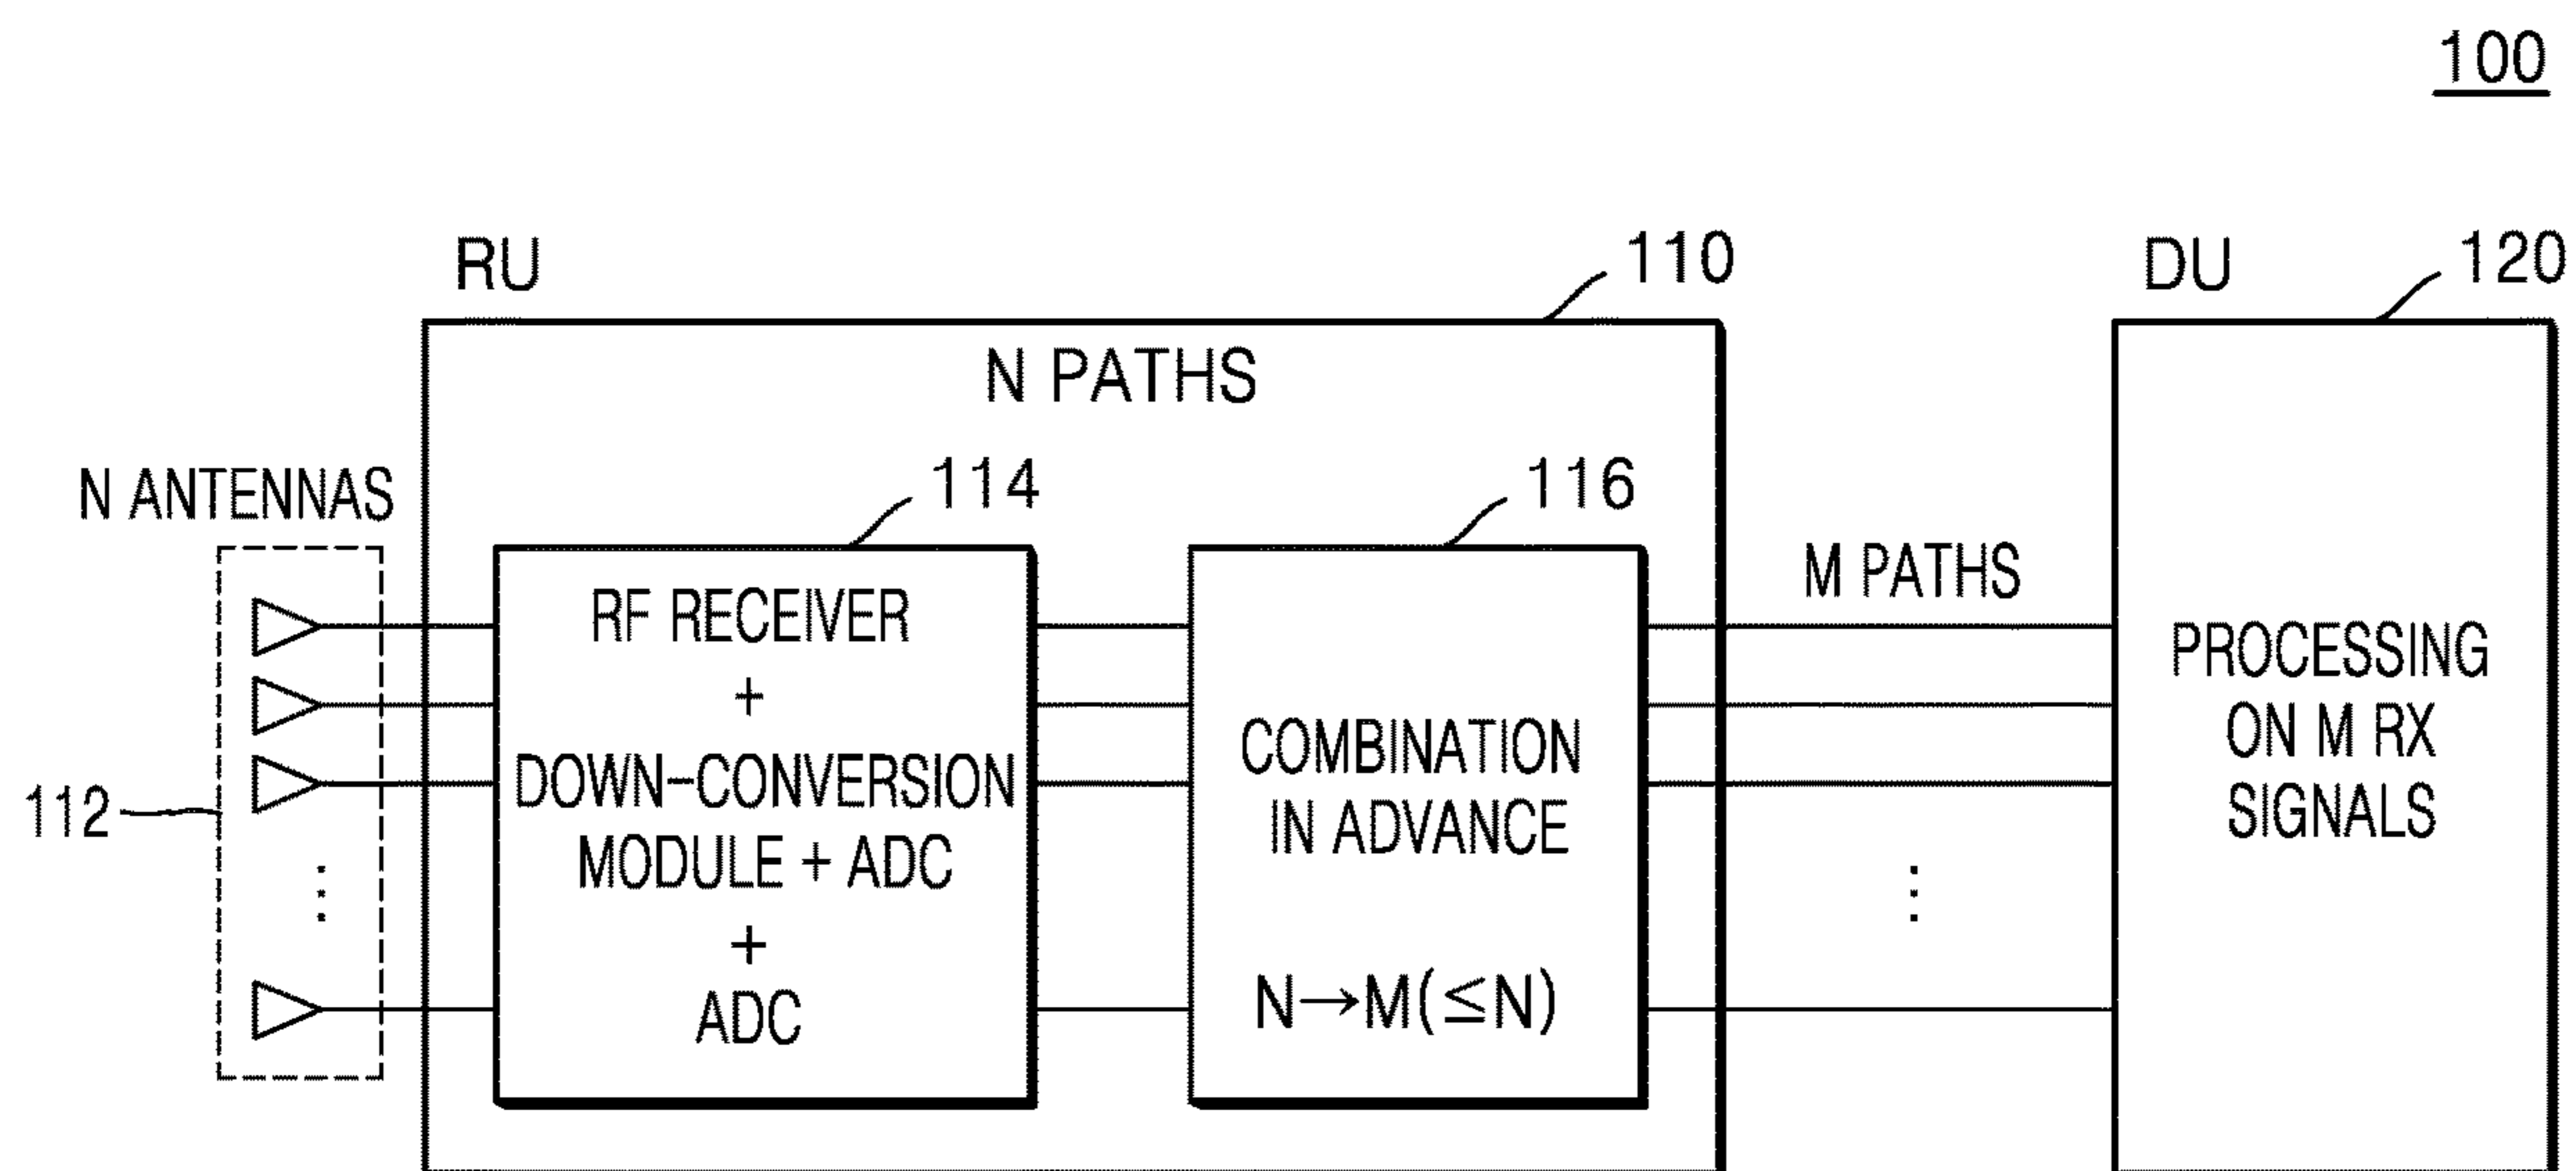 100
RU
110
DU
120
N PATHS
N ANTENNAS
114
116
M PATHS
112
RF RECEIVER
+
DOWN-CONVERSION
MODULE + ADC
+
ADC
COMBINATION
IN ADVANCE
N→M(≤N)
PROCESSING
ON M RX
SIGNALS